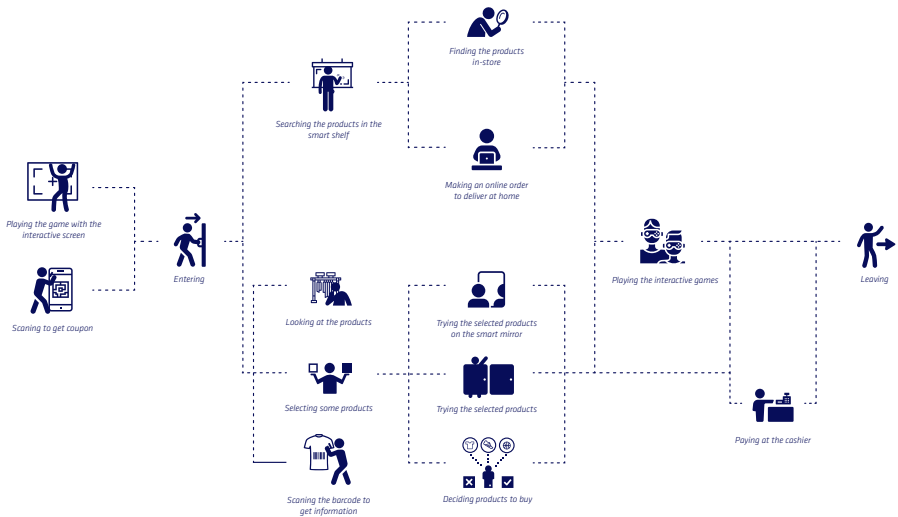 Finding the products
in-store
Searching the products in the
smart shelf
Making an online order
to deliver at home
Playing the game with the
interactive screen
Entering
Playing the interactive games
Leaving
Scaning to get coupon
Looking at the products
Trying the selected products
on the smart mirror
Selecting some products
Trying the selected products
Paying at the cashier
Scaning the barcode to
get information
Deciding products to buy